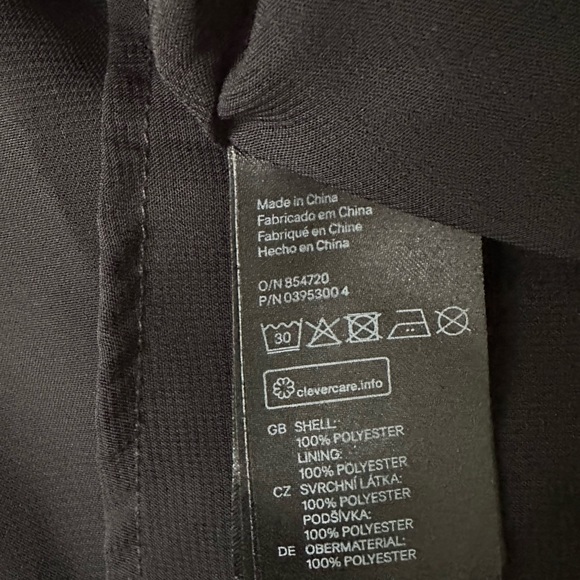 Made in China
Fabricado em China
Fabriqué en Chine
Hecho en China
O/N 854720
P/N 0395300 4
30
clevercare.info
GB SHELL:
100% POLYESTER
LINING:
100% POLYESTER
CZ SVRCHNÍ LÁTKA:
100% POLYESTER
PODŠÍVKA:
100% POLYESTER
DE OBERMATERIAL:
100% POLYESTER